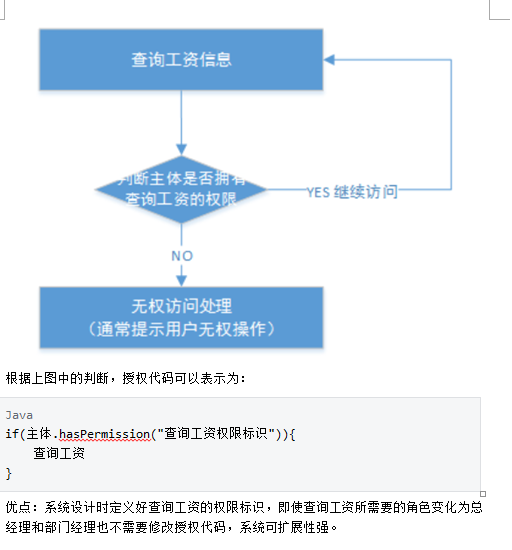 查询工资信息
判断主体是否拥有
查询工资的权限
YES 继续访问
NO
无权访问处理
（通常提示用户无权操作）
根据上图中的判断，授权代码可以表示为：
Java
if(主体.hasPermission("查询工资权限标识")){
查询工资
}
优点：系统设计时定义好查询工资的权限标识，即使查询工资所需要的角色变化为总
经理和部门经理也不需要修改授权代码，系统可扩展性强。